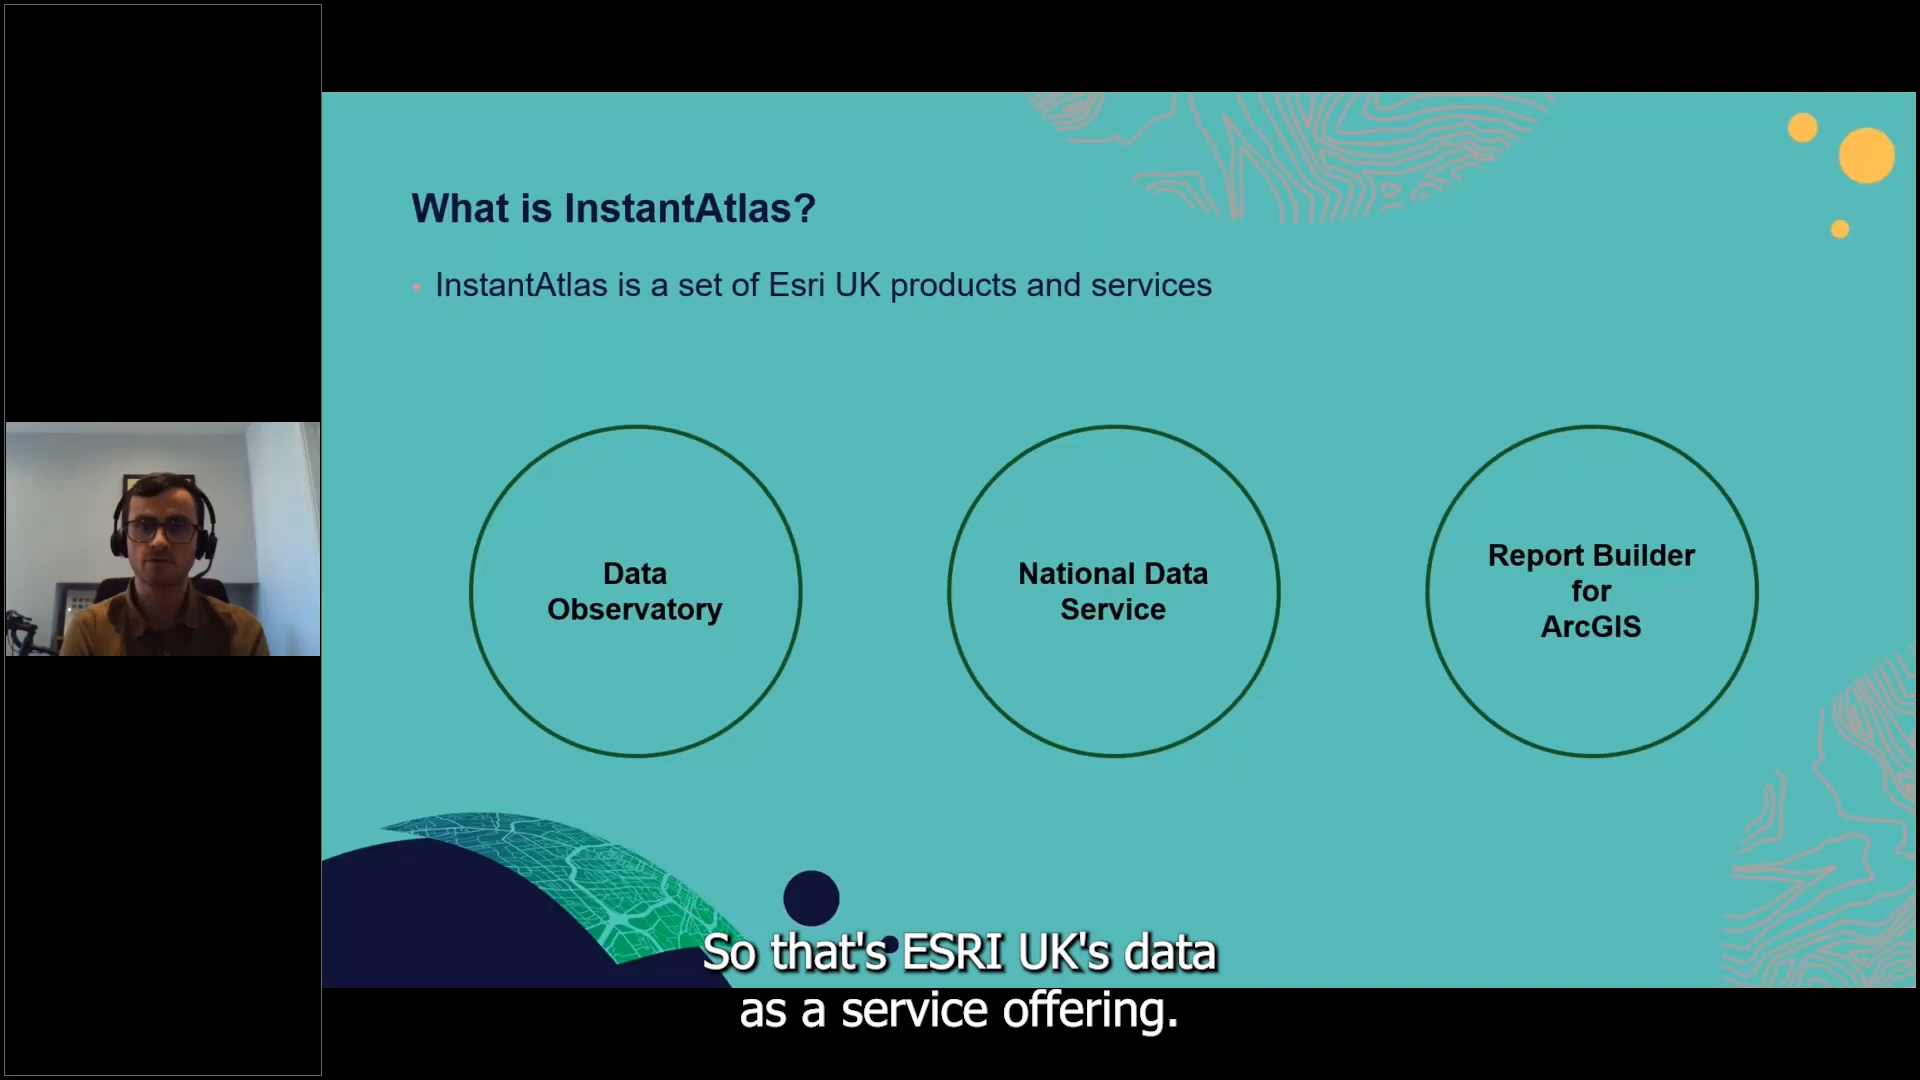 What is InstantAtlas?
• InstantAtlas is a set of Esri UK products and services
Data
Observatory
National Data
Service
Report Builder
for
ArcGIS
So that's ESRI UK's data
as a service offering.